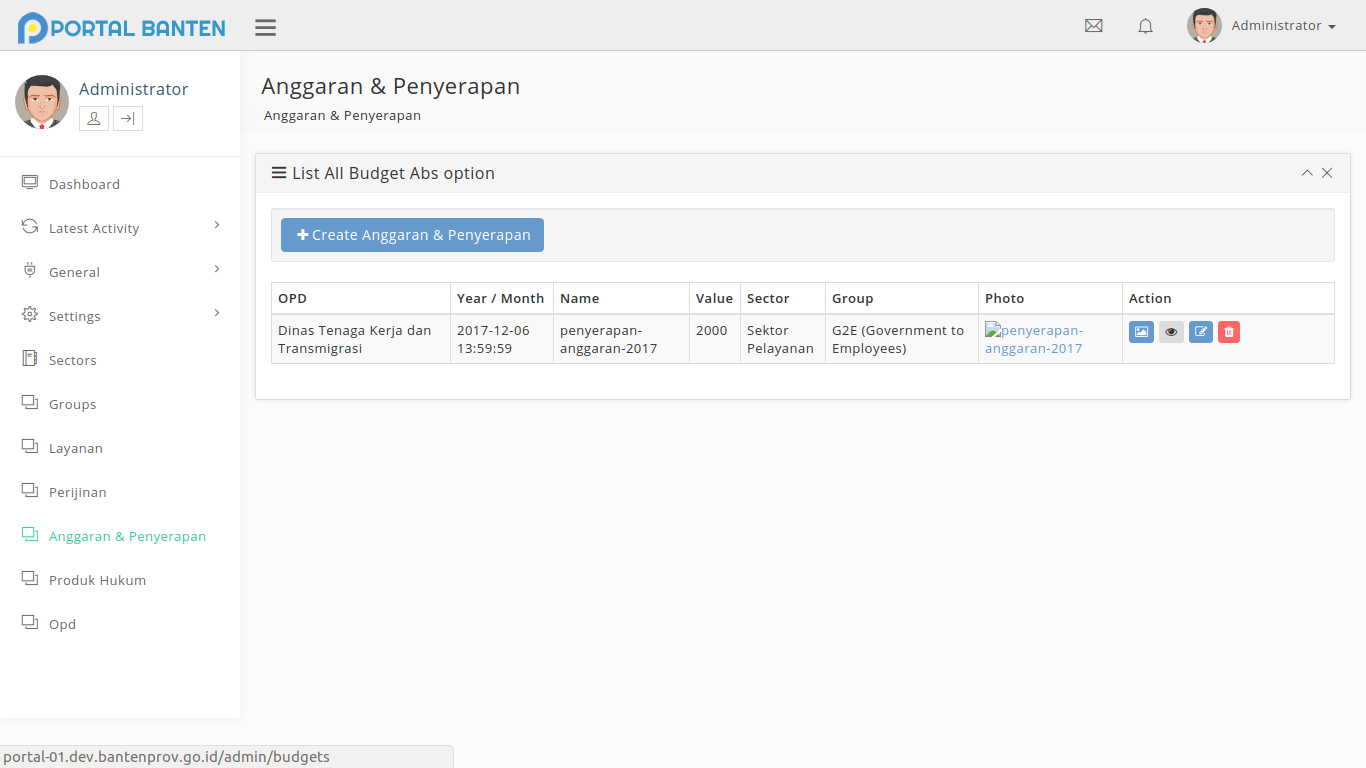 PORTAL BANTEN
Administrator
Administrator
Dashboard
Latest Activity
General
Settings
Sectors
Groups
Layanan
Perijinan
Anggaran & Penyerapan
Produk Hukum
Opd
Anggaran & Penyerapan
Anggaran & Penyerapan
List All Budget Abs option
Create Anggaran & Penyerapan
OPD Year / Month Name Value Sector Group Photo Action
Dinas Tenaga Kerja dan 2017-12-06 penyerapan- 2000 Sektor G2E (Government to penyerapan-
Transmigrasi 13:59:59 anggaran-2017 Pelayanan Employees) anggaran-2017
portal-01.dev.bantenprov.go.id/admin/budgets